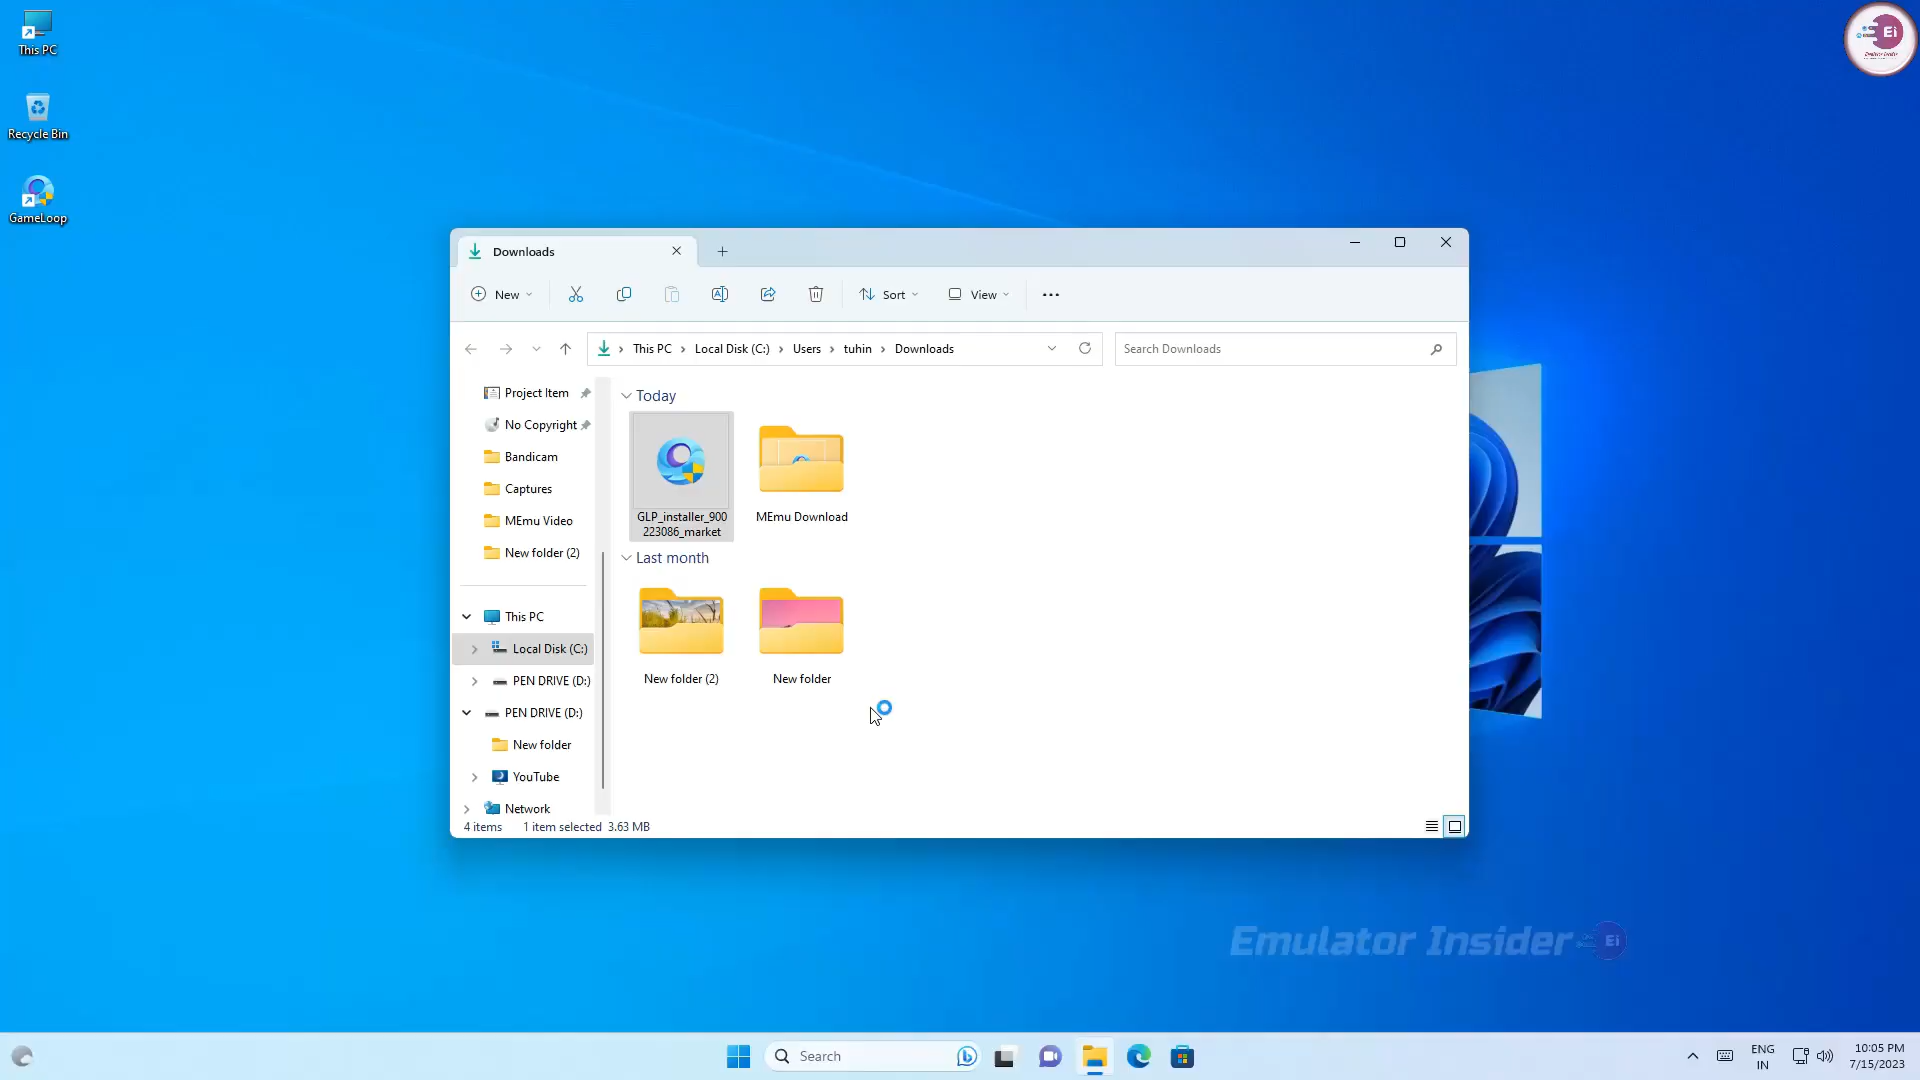 This PC
Recycle Bin
GameLoop
Ei
Downloads
New
Sort
View
This PC
Local Disk (C:)
Users
tuhin
Downloads
Search Downloads
Project Item
No Copyright
Bandicam
Captures
MEmu Video
New folder (2)
This PC
Local Disk (C:)
PEN DRIVE (D:)
PEN DRIVE (D:)
New folder
YouTube
Network
Today
GLP_installer_900
223086_market
MEmu Download
Last month
New folder (2)
New folder
4 items
1 item selected 3.63 MB
Emulator Insider Ei
Search
ENG
IN
10:05 PM
7/15/2023